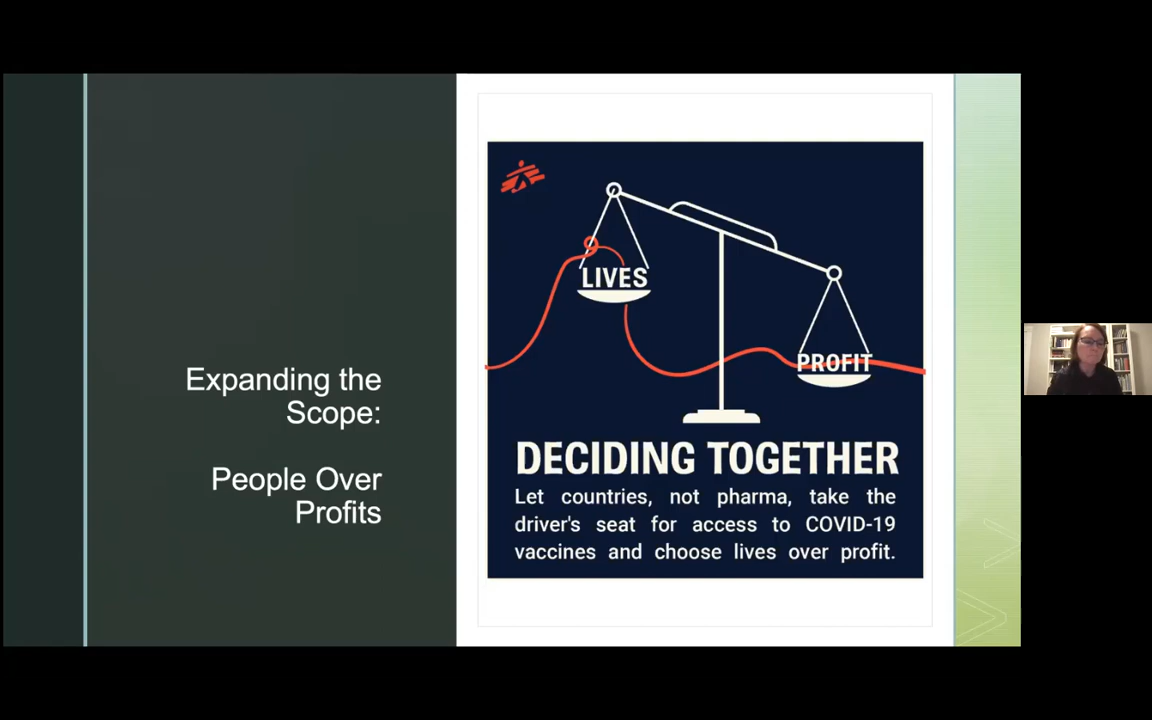 Expanding the
Scope:
People Over
Profits
LIVES
PROFIT
DECIDING TOGETHER
Let countries, not pharma, take the
driver's seat for access to COVID-19
vaccines and choose lives over profit.